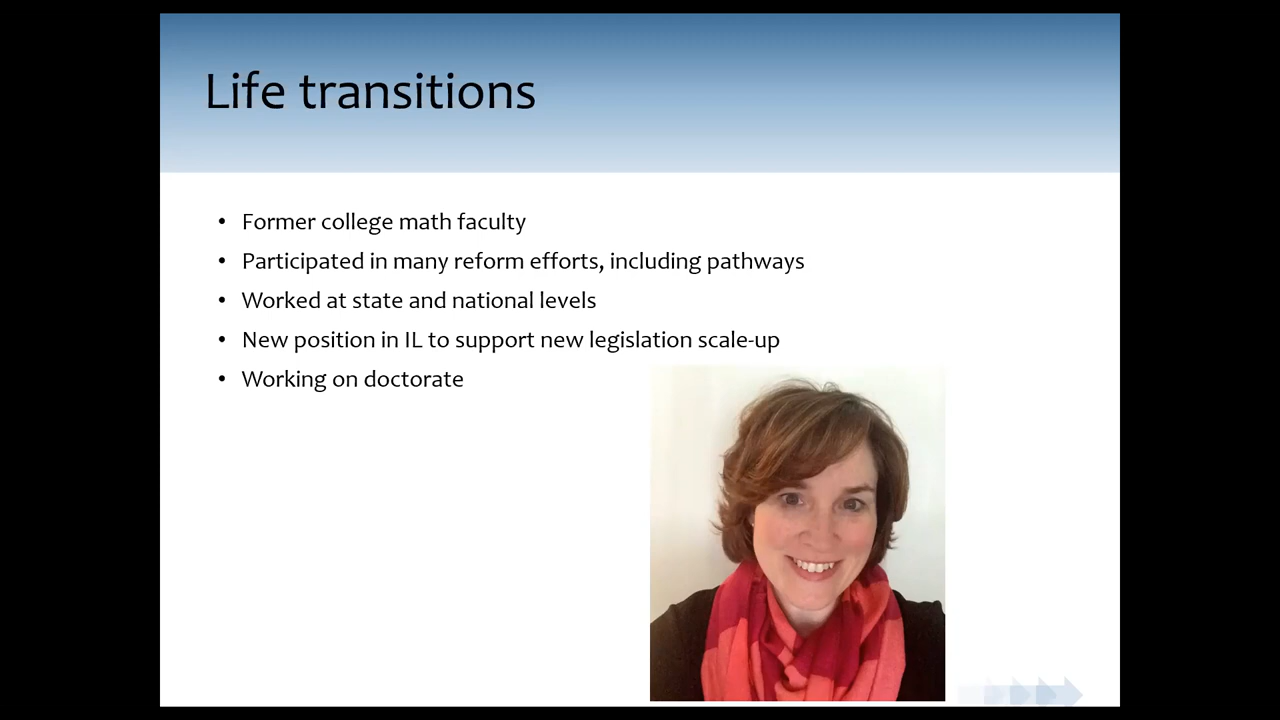 Life transitions
• Former college math faculty
• Participated in many reform efforts, including pathways
• Worked at state and national levels
• New position in IL to support new legislation scale-up
• Working on doctorate